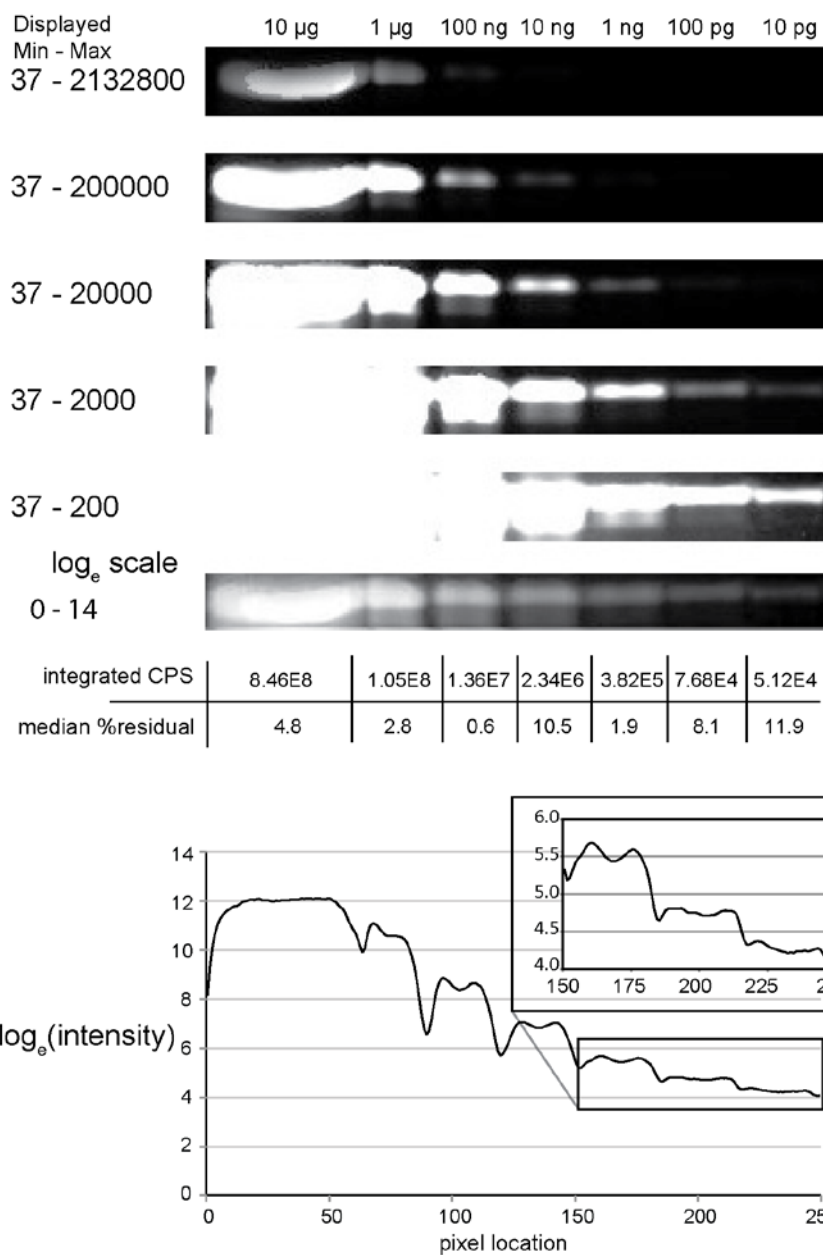 Displayed
Min - Max
10 µg 1 µg 100 ng 10 ng 1 ng 100 pg 10 pg
37 - 2132800
37 - 200000
37 - 20000
37 - 2000
37 - 200
logₑ scale
0 - 14
integrated CPS 8.46E8 1.05E8 1.36E7 2.34E6 3.82E5 7.68E4 5.12E4
median %residual 4.8 2.8 0.6 10.5 1.9 8.1 11.9
6.0
5.5
5.0
4.5
4.0
150 175 200 225
14
12
10
8
6
4
2
0
logₑ(intensity)
0 50 100 150 200
pixel location